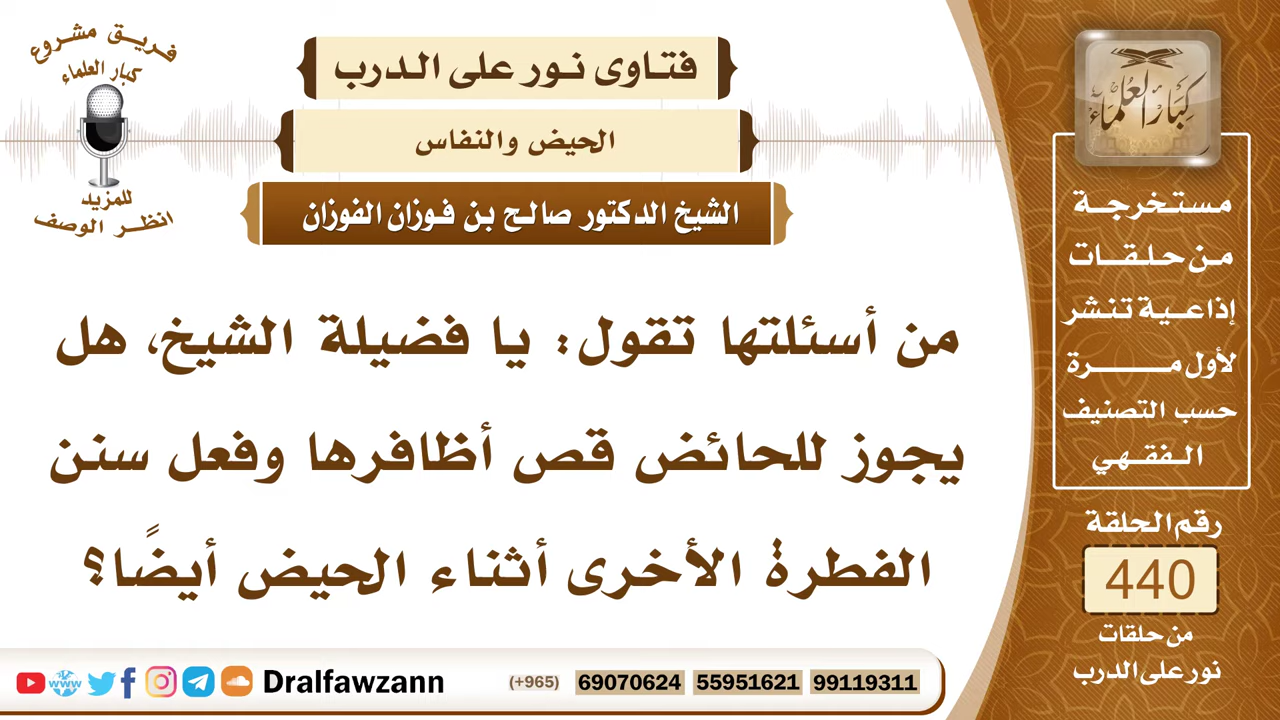 فريق مشروع
كبار العلماء
للمزيد
انظر الوصف
فتاوى نور على الدرب
الحيض والنفاس
الشيخ الدكتور صالح بن فوزان الفوزان
كبار العلماء
مستخرجة
من حلقات
إذاعية تنشر
لأول مرة
حسب التصنيف
الفقهي
رقم الحلقة
440
من حلقات
نور على الدرب
من أسئلتها تقول: يا فضيلة الشيخ، هل
يجوز للحائض قص أظافرها وفعل سنن
الفطرة الأخرى أثناء الحيض أيضًا؟
www
Dralfawzann (+965) 69070624 55951621 99119311